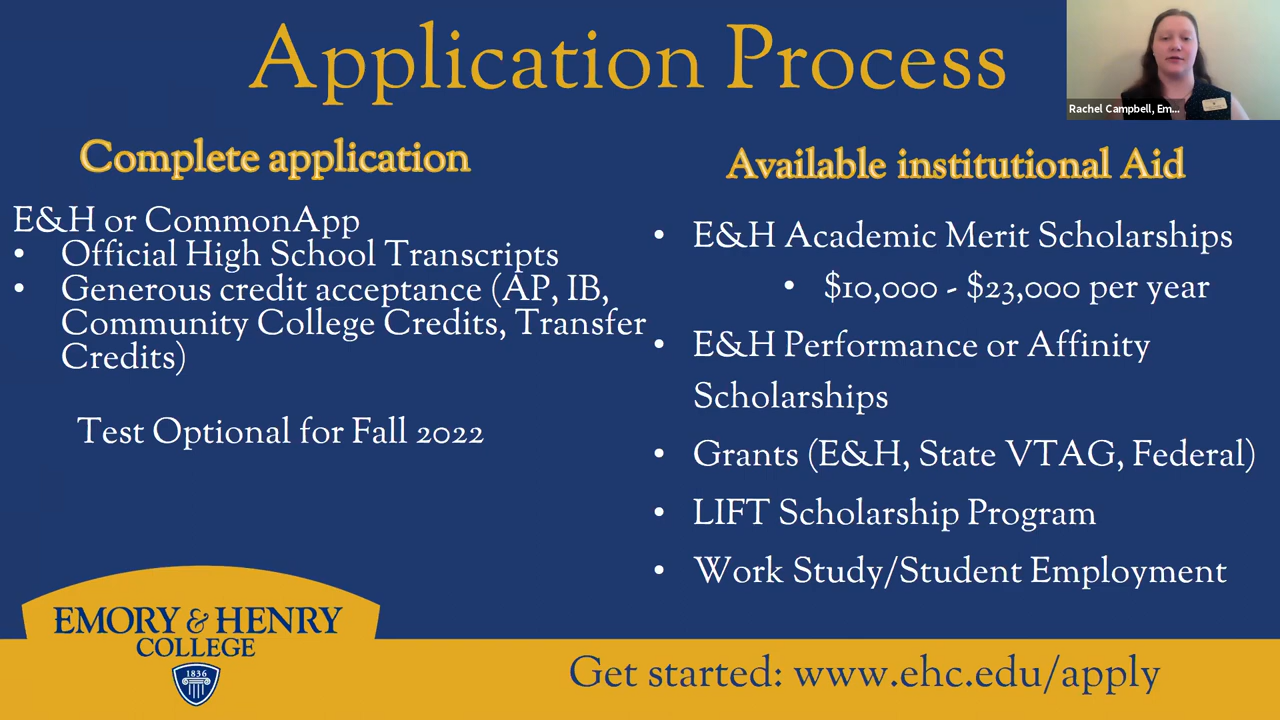 Application Process
Rachel Campbell, Em...
Complete application
E&H or CommonApp
• Official High School Transcripts
• Generous credit acceptance (AP, IB,
Community College Credits, Transfer
Credits)
Test Optional for Fall 2022
Available institutional Aid
• E&H Academic Merit Scholarships
• $10,000 - $23,000 per year
• E&H Performance or Affinity
Scholarships
• Grants (E&H, State VTAG, Federal)
• LIFT Scholarship Program
• Work Study/Student Employment
EMORY & HENRY
COLLEGE
1836
Get started: www.ehc.edu/apply